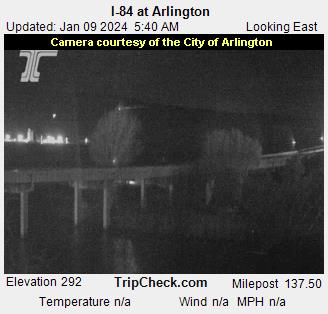 I-84 at Arlington
Updated: Jan 09 2024 5:40 AM Looking East
Camera courtesy of the City of Arlington
Elevation 292 TripCheck.com Milepost 137.50
Temperature n/a Wind n/a MPH n/a